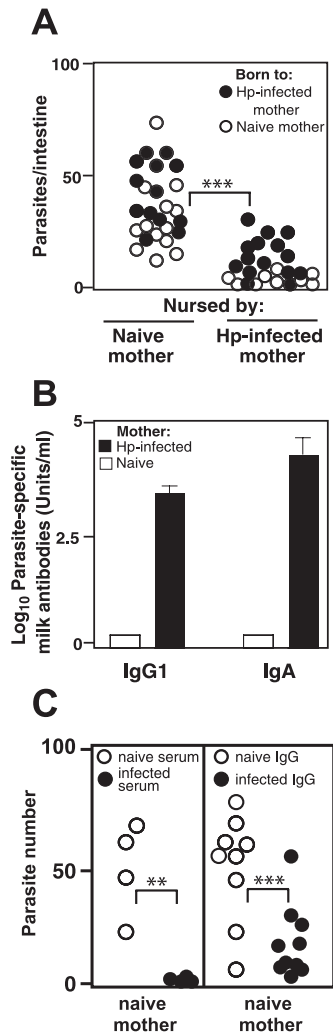 A
100
50
0
Parasites/intestine
Born to:
Hp-infected
mother
Naive mother
***
Nursed by:
Naive
mother
Hp-infected
mother
B
5
2.5
0
Log10 Parasite-specific
milk antibodies (Units/ml)
Mother:
Hp-infected
Naive
IgG1
IgA
C
100
50
0
Parasite number
naive serum
infected
serum
**
naive IgG
infected IgG
***
naive
mother
naive
mother